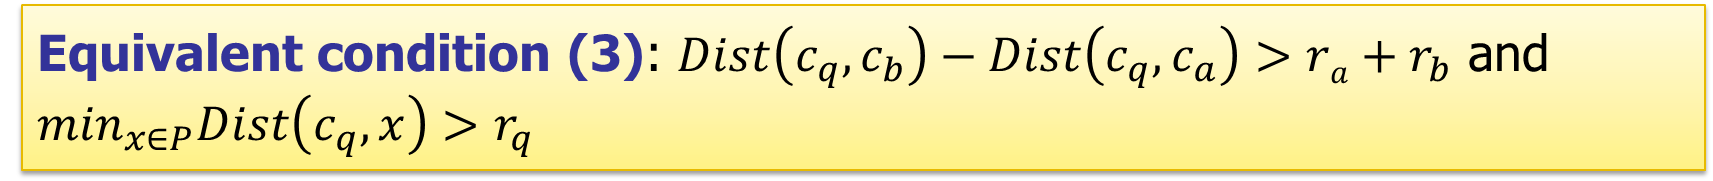 Equivalent condition (3): Dist(c_q, c_b) − Dist(c_q, c_a) > r_a + r_b and
min_{x∈P} Dist(c_q, x) > r_q